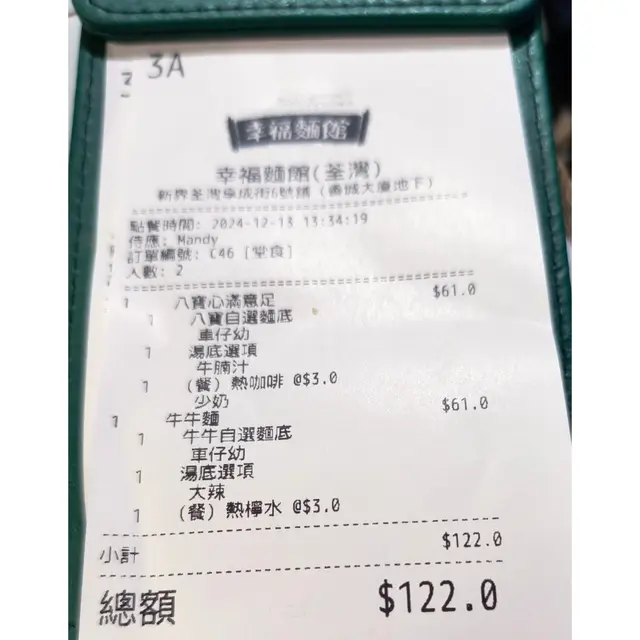 3A
幸福麵館
幸福麵館(荃灣)
新界荃灣學成街6號舖 (善城大廈地下)
點餐時間: 2024-12-13 13:34:19
侍應: Mandy
訂單編號: C46 [堂食]
人數: 2
1 八寶心滿意足 $61.0
1 八寶自選麵底
車仔幼
1 湯底選項
牛腩汁
1 (餐) 熱咖啡 @$3.0
少奶
1 牛牛麵 $61.0
1 牛牛自選麵底
車仔幼
1 湯底選項
大辣
1 (餐) 熱檸水 @$3.0
小計 $122.0
總額 $122.0